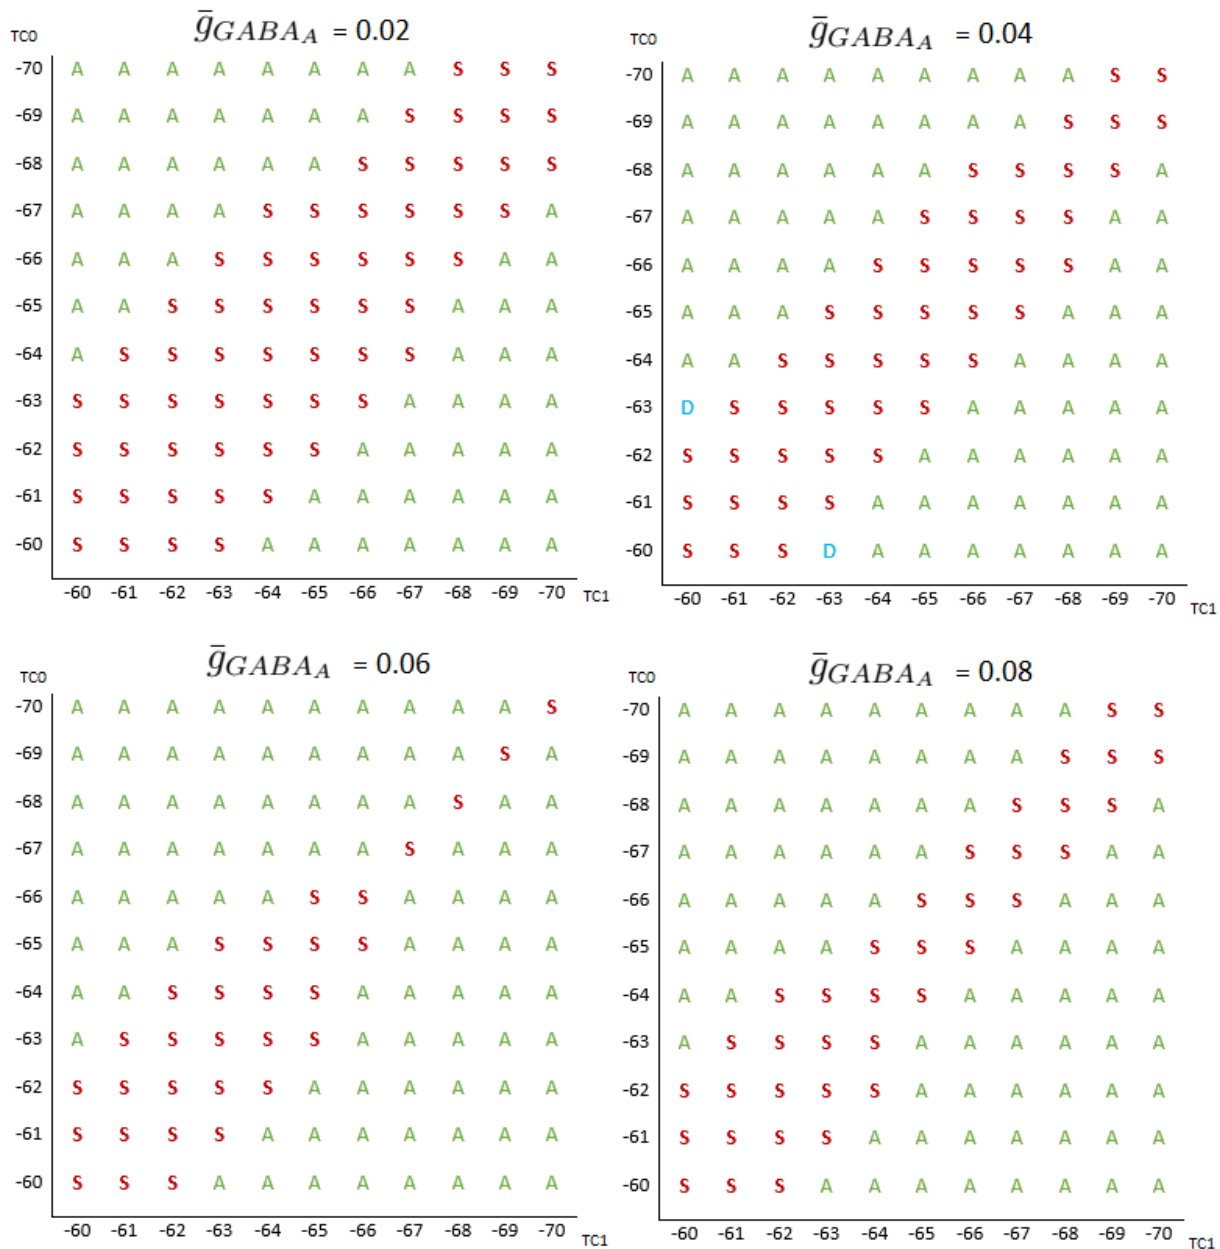 TC0 ḡGABA_A = 0.02
-70 A A A A A A A A S S S
-69 A A A A A A A S S S S
-68 A A A A A A S S S S S
-67 A A A A S S S S S S A
-66 A A A S S S S S S A A
-65 A A S S S S S S A A A
-64 A S S S S S S S A A A
-63 S S S S S S S A A A A
-62 S S S S S S A A A A A
-61 S S S S S A A A A A A
-60 S S S S A A A A A A A
-60 -61 -62 -63 -64 -65 -66 -67 -68 -69 -70 TC1
TC0 ḡGABA_A = 0.04
-70 A A A A A A A A A S S
-69 A A A A A A A A S S S
-68 A A A A A A S S S S A
-67 A A A A A S S S S A A
-66 A A A A S S S S S A A
-65 A A A S S S S S A A A
-64 A A S S S S S A A A A
-63 D S S S S S A A A A A
-62 S S S S S A A A A A A
-61 S S S S A A A A A A A
-60 S S S D A A A A A A A
-60 -61 -62 -63 -64 -65 -66 -67 -68 -69 -70 TC1
TC0 ḡGABA_A = 0.06
-70 A A A A A A A A A A S
-69 A A A A A A A A A S A
-68 A A A A A A A A S A A
-67 A A A A A A A S A A A
-66 A A A A A S S A A A A
-65 A A A S S S S A A A A
-64 A A S S S S A A A A A
-63 A S S S S S A A A A A
-62 S S S S S A A A A A A
-61 S S S S A A A A A A A
-60 S S S A A A A A A A A
-60 -61 -62 -63 -64 -65 -66 -67 -68 -69 -70 TC1
TC0 ḡGABA_A = 0.08
-70 A A A A A A A A A S S
-69 A A A A A A A A S S S
-68 A A A A A A A S S S A
-67 A A A A A A S S S A A
-66 A A A A A S S S A A A
-65 A A A A S S S A A A A
-64 A A S S S S A A A A A
-63 A S S S S A A A A A A
-62 S S S S S A A A A A A
-61 S S S S A A A A A A A
-60 S S S A A A A A A A A
-60 -61 -62 -63 -64 -65 -66 -67 -68 -69 -70 TC1